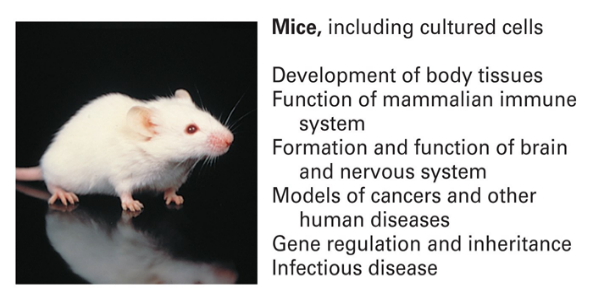 Mice, including cultured cells
Development of body tissues
Function of mammalian immune
system
Formation and function of brain
and nervous system
Models of cancers and other
human diseases
Gene regulation and inheritance
Infectious disease